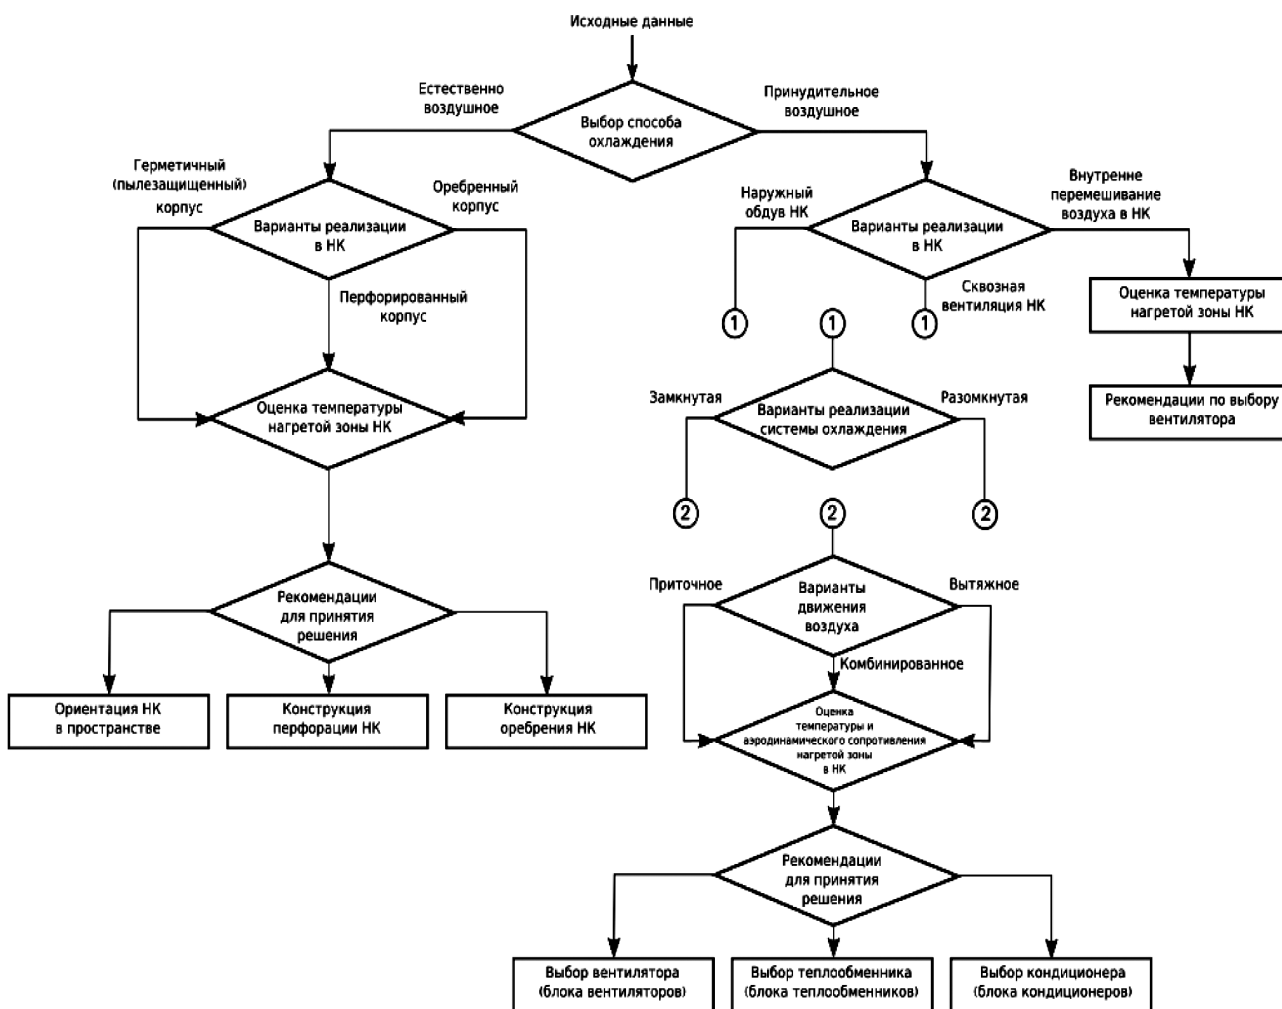 Исходные данные
Естественно
воздушное
Принудительное
воздушное
Выбор способа
охлаждения
Герметичный
(пылезащищенный)
корпус
Оребренный
корпус
Варианты реализации
в НК
Перфорированный
корпус
Оценка температуры
нагретой зоны НК
Рекомендации
для принятия
решения
Ориентация НК
в пространстве
Конструкция
перфорации НК
Конструкция
оребрения НК
Наружный
обдув НК
Внутренне
перемешивание
воздуха в НК
Варианты реализации
в НК
Сквозная
вентиляция НК
Оценка температуры
нагретой зоны НК
Рекомендации по выбору
вентилятора
1
1
1
Замкнутая
Разомкнутая
Варианты реализации
системы охлаждения
2
2
2
Приточное
Вытяжное
Варианты
движения
воздуха
Комбинированное
Оценка
температуры и
аэродинамического сопротивления
нагретой зоны
в НК
Рекомендации
для принятия
решения
Выбор вентилятора
(блока вентиляторов)
Выбор теплообменника
(блока теплообменников)
Выбор кондиционера
(блока кондиционеров)